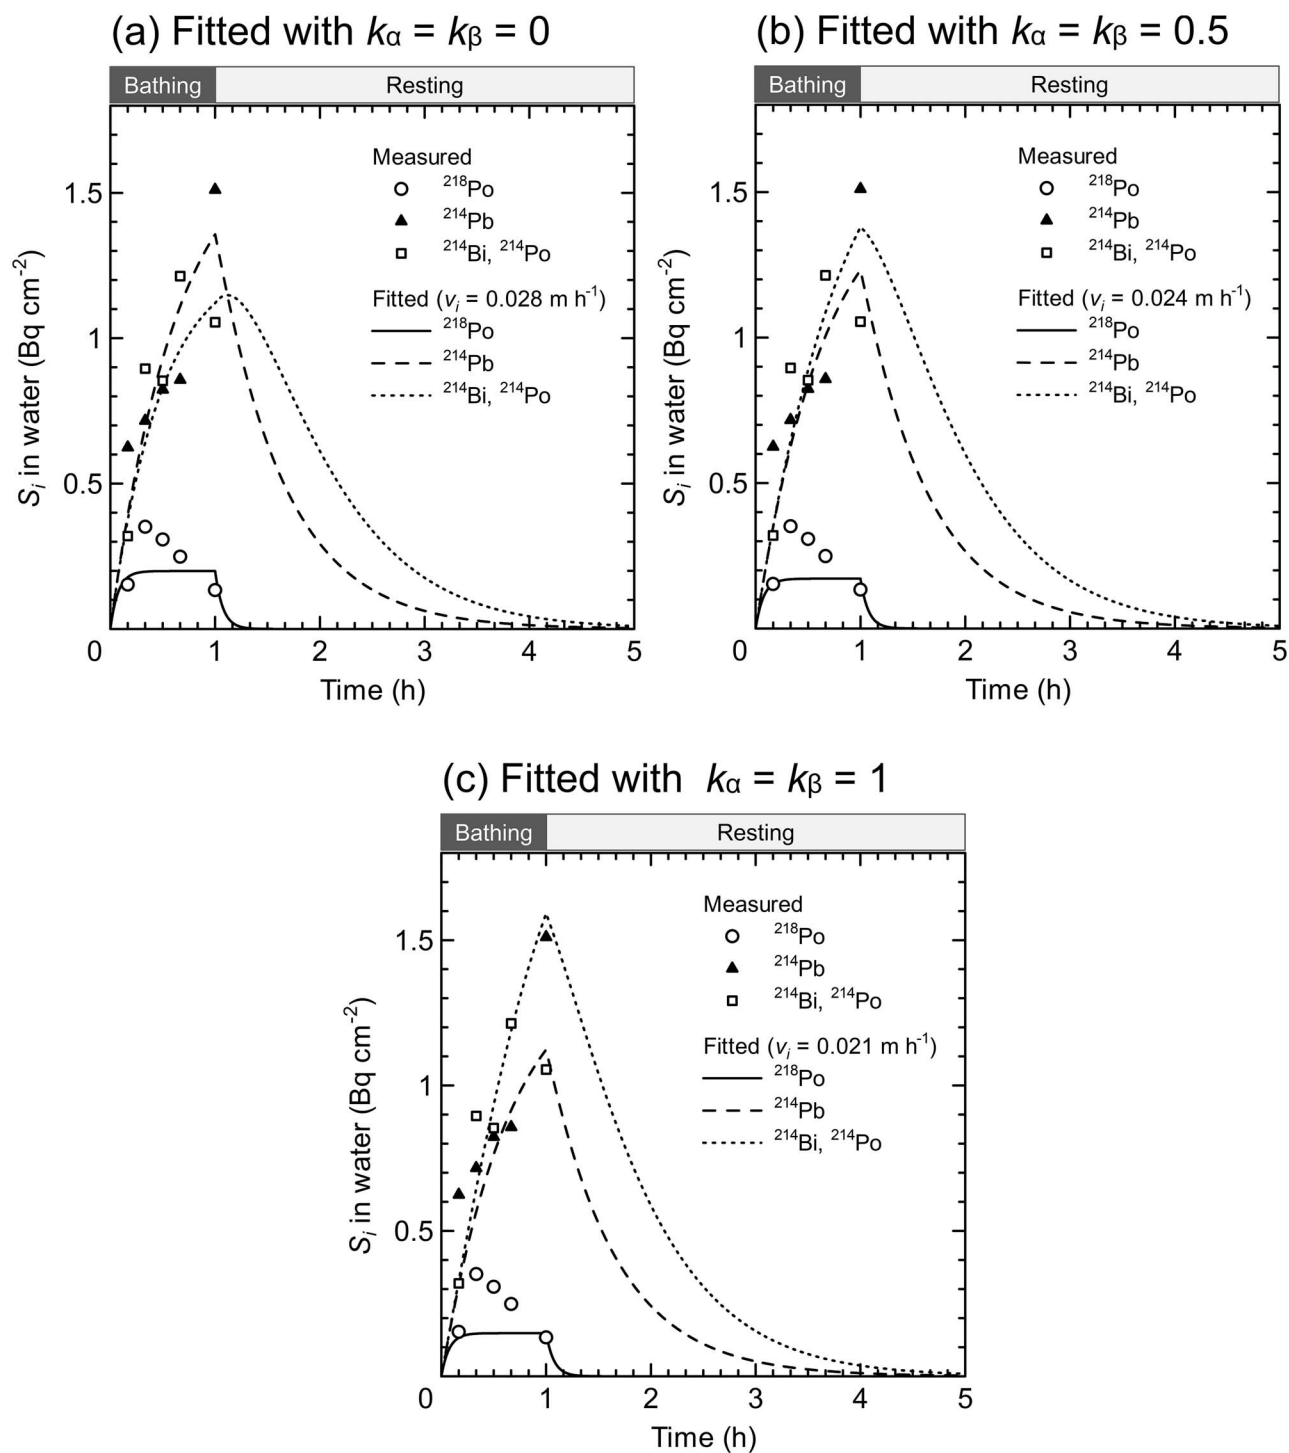 (a) Fitted with kα = kβ = 0
Bathing
Resting
Measured
²¹⁸Po
²¹⁴Pb
²¹⁴Bi, ²¹⁴Po
Fitted (vᵢ = 0.028 m h⁻¹)
²¹⁸Po
²¹⁴Pb
²¹⁴Bi, ²¹⁴Po
Sᵢ in water (Bq cm⁻²)
1.5
1
0.5
0 1 2 3 4 5
Time (h)
(b) Fitted with kα = kβ = 0.5
Bathing
Resting
Measured
²¹⁸Po
²¹⁴Pb
²¹⁴Bi, ²¹⁴Po
Fitted (vᵢ = 0.024 m h⁻¹)
²¹⁸Po
²¹⁴Pb
²¹⁴Bi, ²¹⁴Po
Sᵢ in water (Bq cm⁻²)
1.5
1
0.5
0 1 2 3 4 5
Time (h)
(c) Fitted with kα = kβ = 1
Bathing
Resting
Measured
²¹⁸Po
²¹⁴Pb
²¹⁴Bi, ²¹⁴Po
Fitted (vᵢ = 0.021 m h⁻¹)
²¹⁸Po
²¹⁴Pb
²¹⁴Bi, ²¹⁴Po
Sᵢ in water (Bq cm⁻²)
1.5
1
0.5
0 1 2 3 4 5
Time (h)